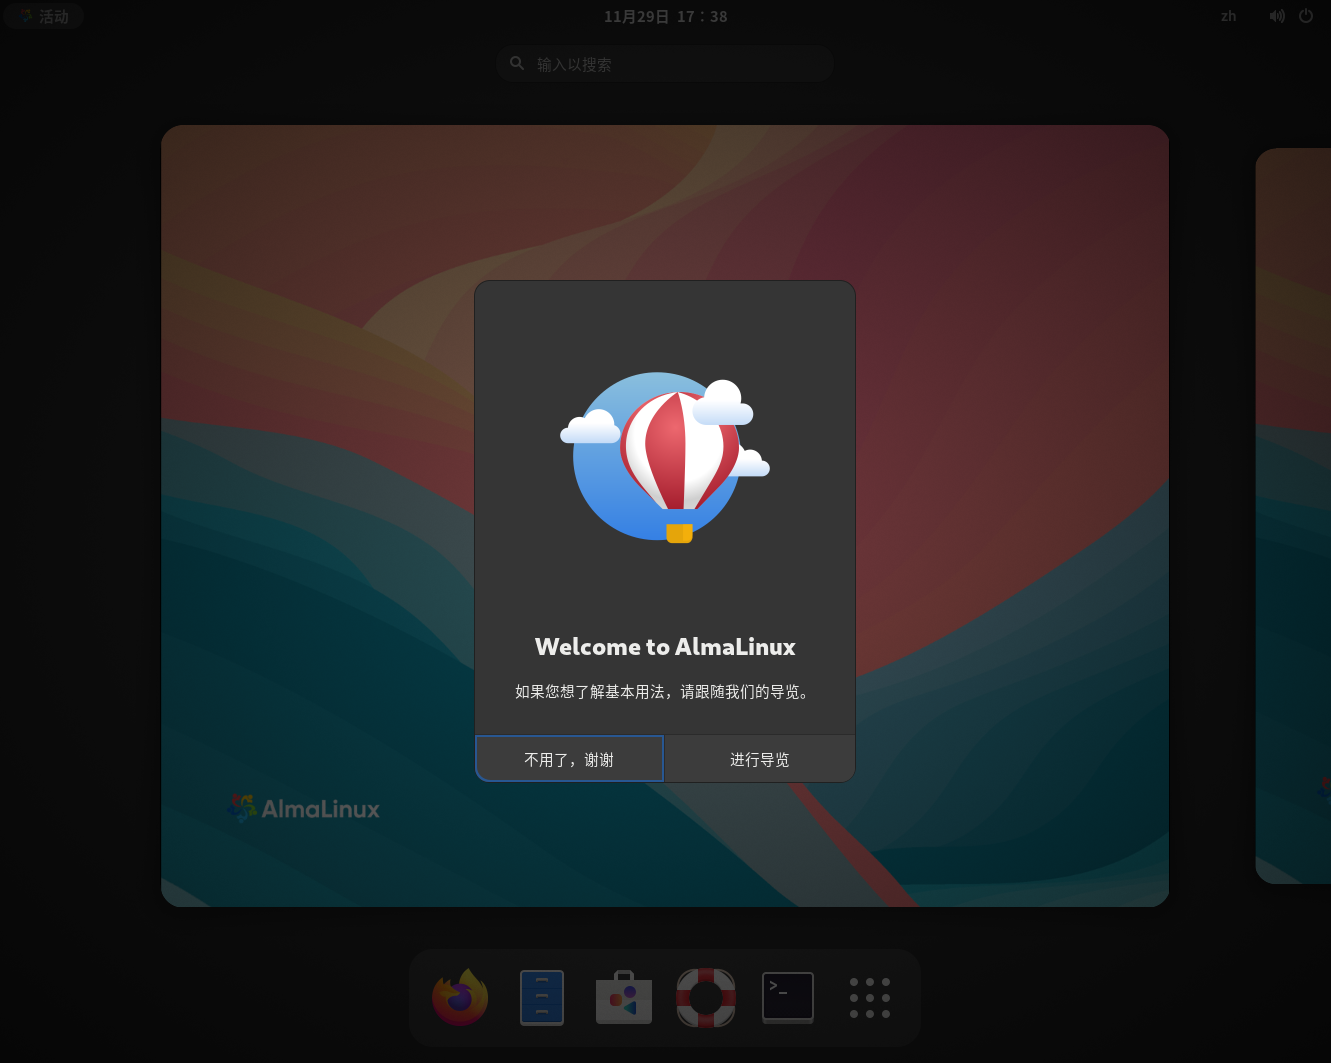 活动
11月29日 17：38
zh
输入以搜索
Welcome to AlmaLinux
如果您想了解基本用法，请跟随我们的导览。
不用了，谢谢
进行导览
AlmaLinux
>_